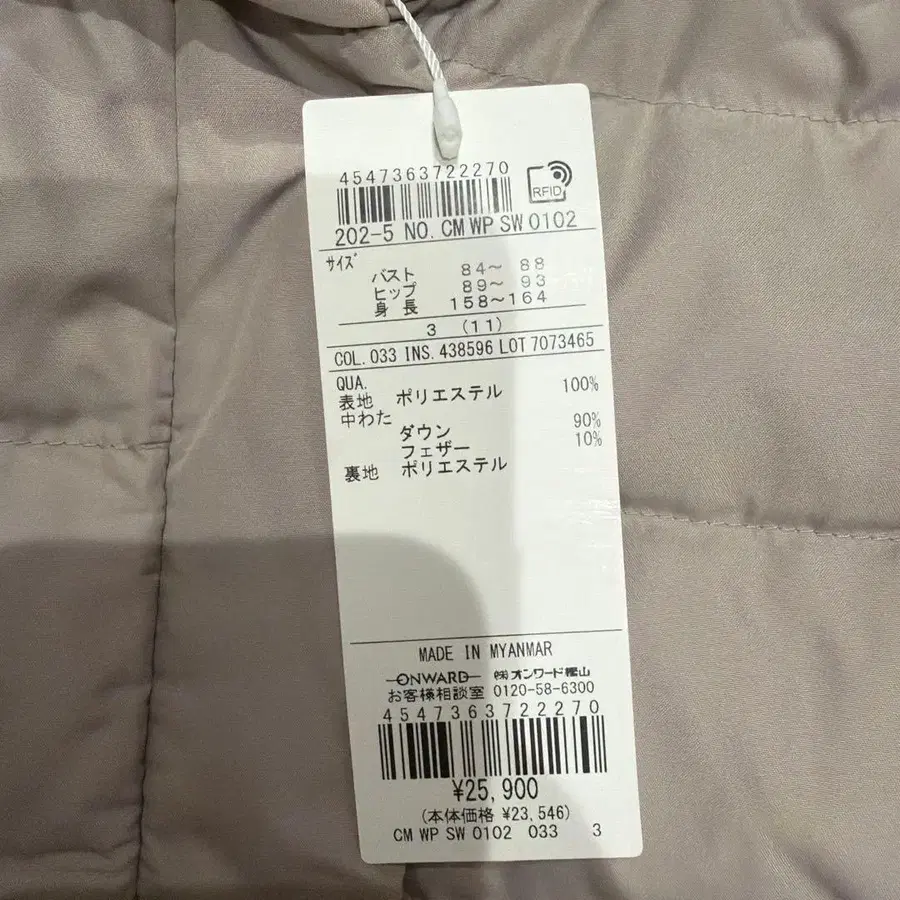 4547363722270
RFID
202-5 NO. CM WP SW 0102
サイズ
バスト 84～ 88
ヒップ 89～ 93
身長 158～164
3 (11)
COL. 033 INS. 438596 LOT 7073465
QUA.
表地 ポリエステル 100%
中わた
ダウン 90%
フェザー 10%
裏地 ポリエステル
MADE IN MYANMAR
ONWARD ㈱オンワード樫山
お客様相談室 0120-58-6300
4547363722270
¥25,900
(本体価格 ¥23,546)
CM WP SW 0102 033 3